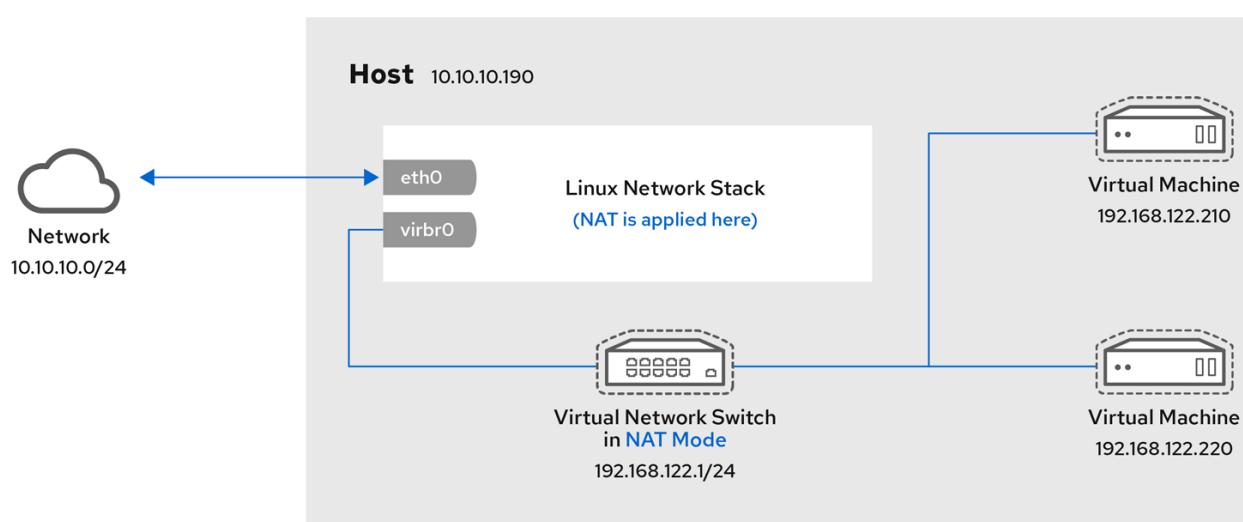 Host 10.10.10.190
eth0
Linux Network Stack
(NAT is applied here)
virbr0
Network
10.10.10.0/24
Virtual Machine
192.168.122.210
Virtual Network Switch
in NAT Mode
192.168.122.1/24
Virtual Machine
192.168.122.220